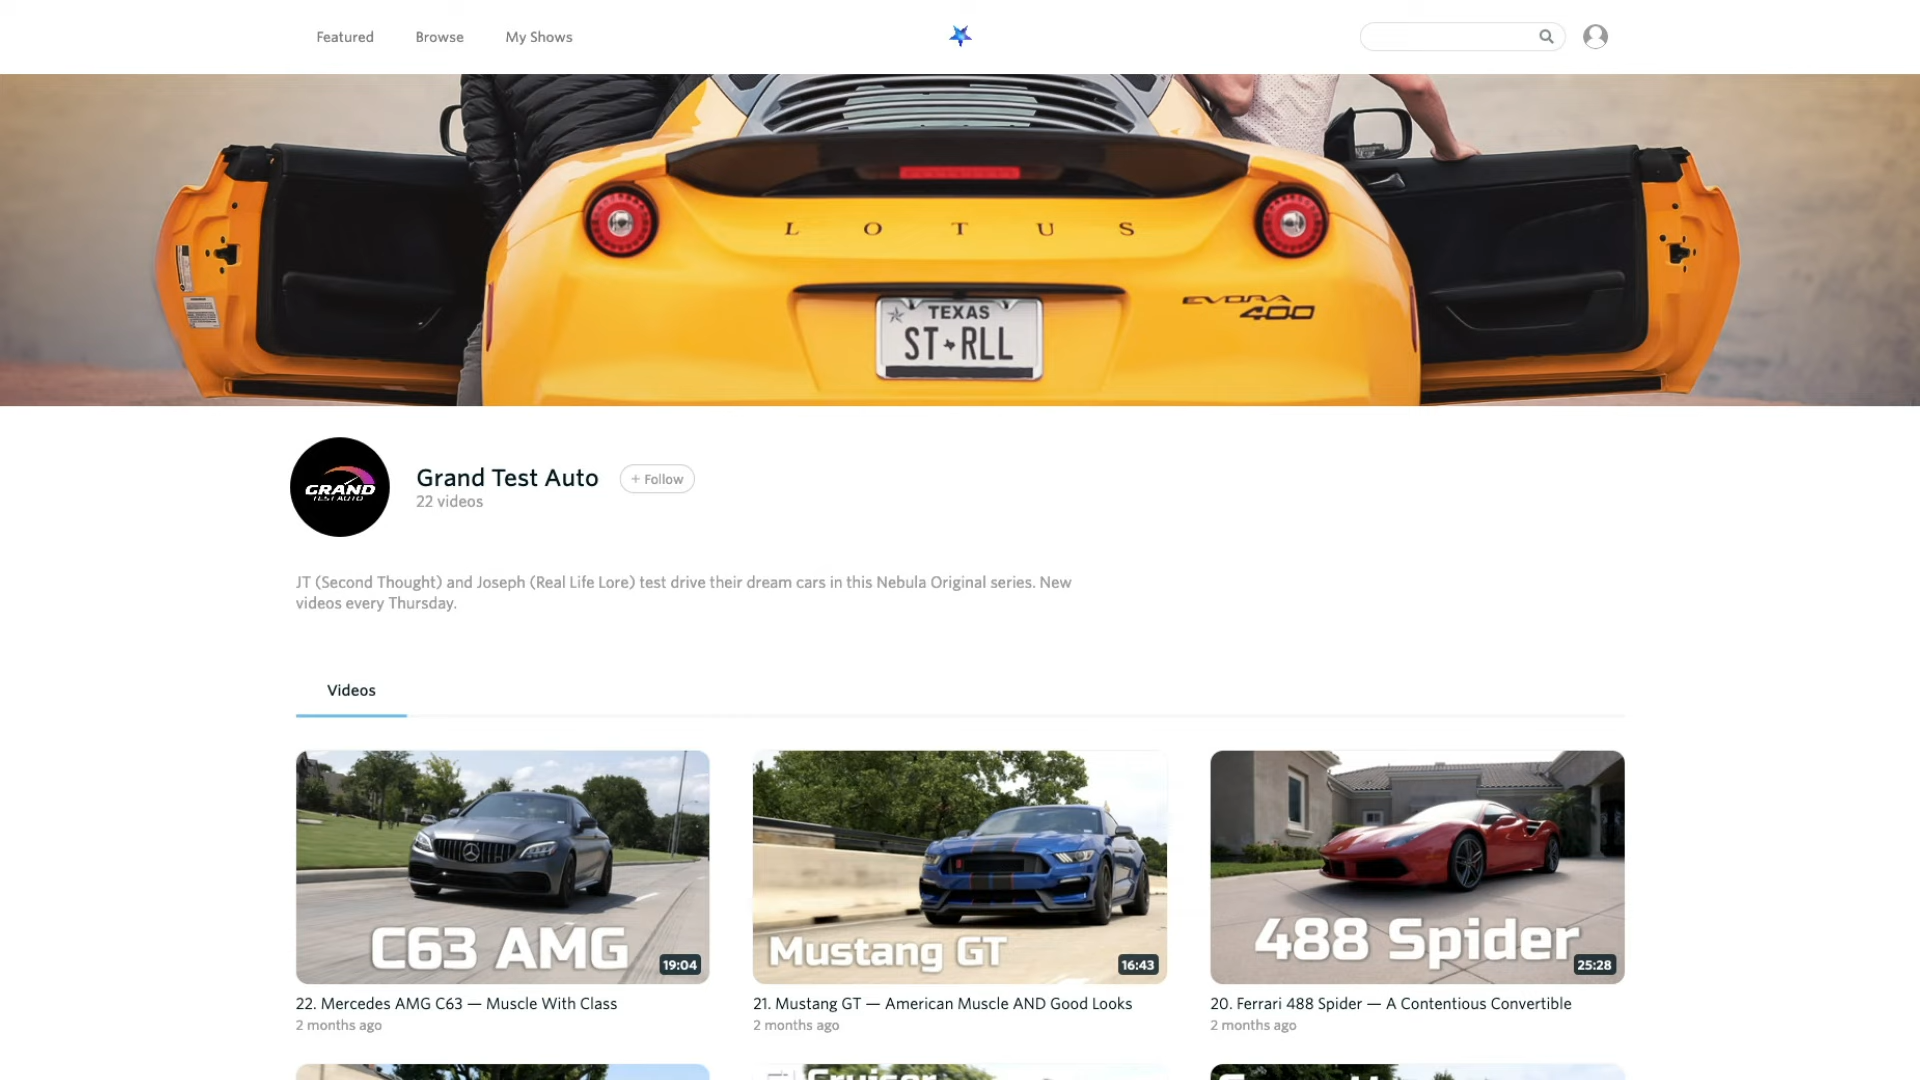 Featured
Browse
My Shows
LOTUS
EVORA
400
TEXAS
ST RLL
GRAND
TEST AUTO
Grand Test Auto
+ Follow
22 videos
JT (Second Thought) and Joseph (Real Life Lore) test drive their dream cars in this Nebula Original series. New
videos every Thursday.
Videos
C63 AMG
19:04
Mustang GT
16:43
488 Spider
25:28
22. Mercedes AMG C63 — Muscle With Class
21. Mustang GT — American Muscle AND Good Looks
20. Ferrari 488 Spider — A Contentious Convertible
2 months ago
2 months ago
2 months ago
Cruiser